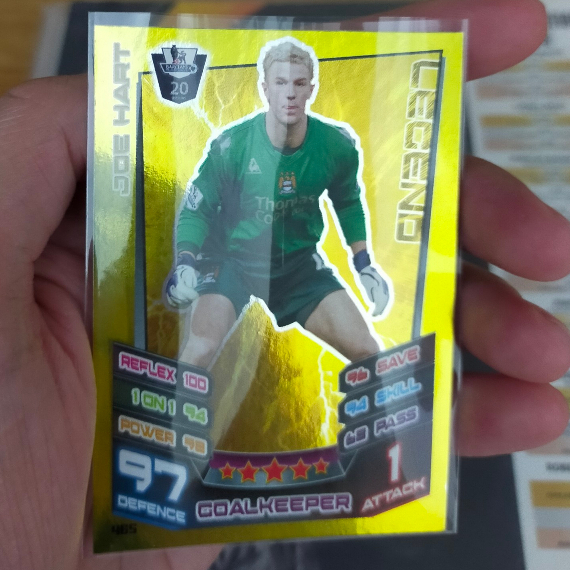 JOE HART
20
LEGEND
Thomas
Cook
REFLEX 100
1 ON 1 94
POWER 98
96 SAVE
94 SKILL
62 PASS
97
DEFENCE
GOALKEEPER
1
ATTACK
465